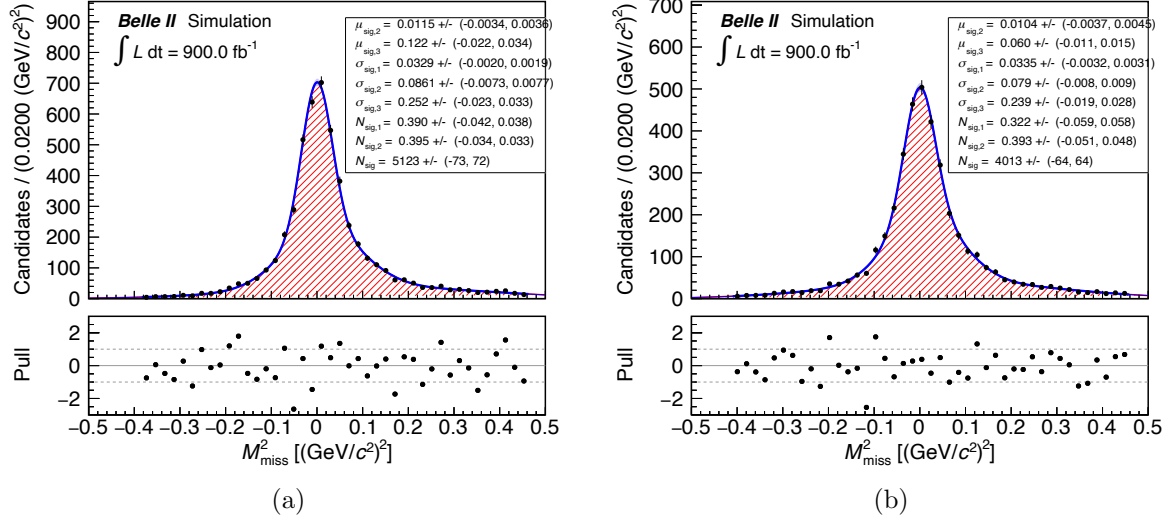 Belle II Simulation
∫ L dt = 900.0 fb-1
μsig,2 = 0.0115 +/- (-0.0034, 0.0036)
μsig,3 = 0.122 +/- (-0.022, 0.034)
σsig,1 = 0.0329 +/- (-0.0020, 0.0019)
σsig,2 = 0.0861 +/- (-0.0073, 0.0077)
σsig,3 = 0.252 +/- (-0.023, 0.033)
Nsig,1 = 0.390 +/- (-0.042, 0.038)
Nsig,2 = 0.395 +/- (-0.034, 0.033)
Nsig = 5123 +/- (-73, 72)
Candidates / (0.0200 (GeV/c2)2)
900
800
700
600
500
400
300
200
100
0
Pull
2
0
−2
−0.5 −0.4 −0.3 −0.2 −0.1 0 0.1 0.2 0.3 0.4 0.5
M2miss [(GeV/c2)2]
(a)
Belle II Simulation
∫ L dt = 900.0 fb-1
μsig,2 = 0.0104 +/- (-0.0037, 0.0045)
μsig,3 = 0.060 +/- (-0.011, 0.015)
σsig,1 = 0.0335 +/- (-0.0032, 0.0031)
σsig,2 = 0.079 +/- (-0.008, 0.009)
σsig,3 = 0.239 +/- (-0.019, 0.028)
Nsig,1 = 0.322 +/- (-0.059, 0.058)
Nsig,2 = 0.393 +/- (-0.051, 0.048)
Nsig = 4013 +/- (-64, 64)
Candidates / (0.0200 (GeV/c2)2)
700
600
500
400
300
200
100
0
Pull
2
0
−2
−0.5 −0.4 −0.3 −0.2 −0.1 0 0.1 0.2 0.3 0.4 0.5
M2miss [(GeV/c2)2]
(b)